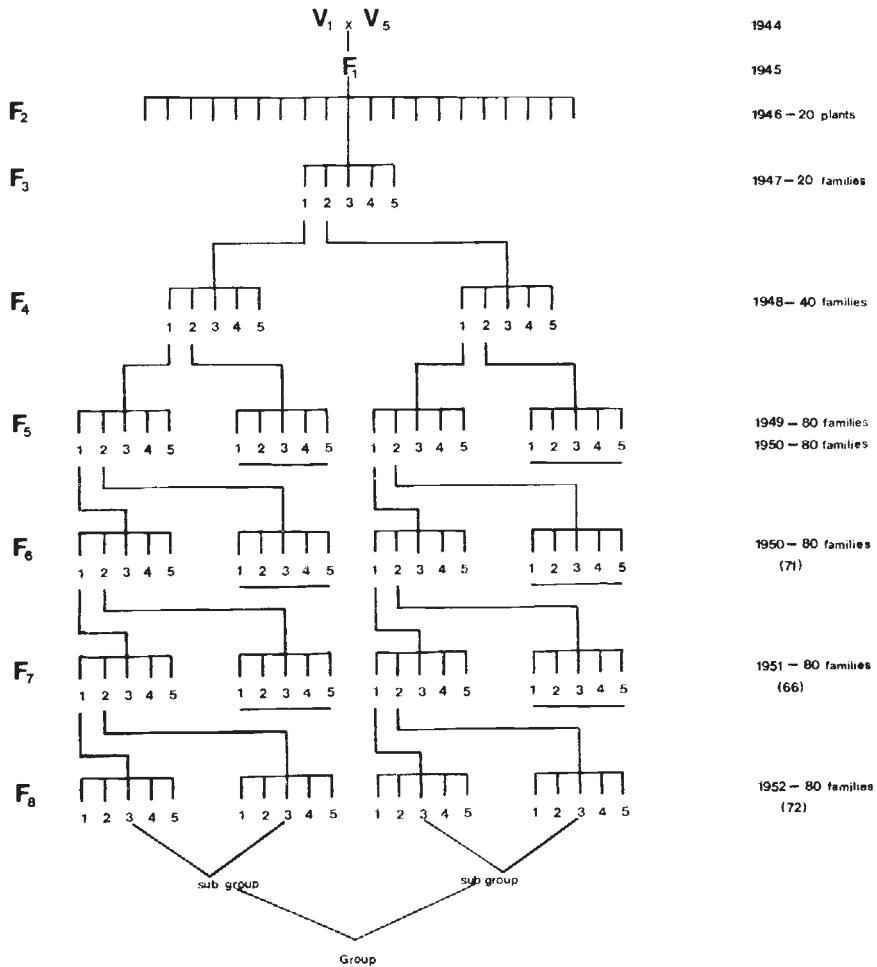 V₁ x V₅ 1944
F₁ 1945
F₂ 1946 – 20 plants
F₃ 1947 – 20 families
1 2 3 4 5
F₄ 1948 – 40 families
1 2 3 4 5 1 2 3 4 5
F₅ 1949 – 80 families
1 2 3 4 5 1 2 3 4 5 1 2 3 4 5 1 2 3 4 5 1950 – 80 families
F₆ 1950 – 80 families
1 2 3 4 5 1 2 3 4 5 1 2 3 4 5 1 2 3 4 5 (71)
F₇ 1951 – 80 families
1 2 3 4 5 1 2 3 4 5 1 2 3 4 5 1 2 3 4 5 (66)
F₈ 1952 – 80 families
1 2 3 4 5 1 2 3 4 5 1 2 3 4 5 1 2 3 4 5 (72)
sub group sub group
Group